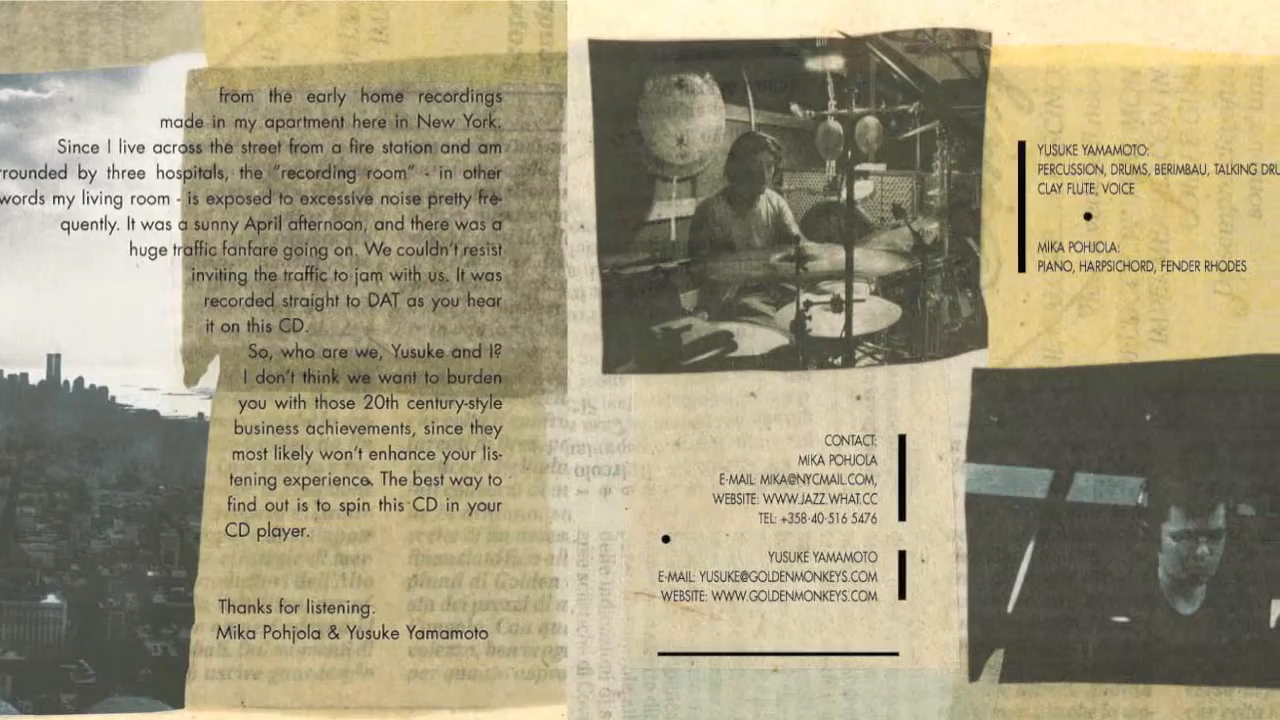 from the early home recordings
made in my apartment here in New York.
Since I live across the street from a fire station and am
rrounded by three hospitals, the "recording room" - in other
words my living room - is exposed to excessive noise pretty fre-
quently. It was a sunny April afternoon, and there was a
huge traffic fanfare going on. We couldn't resist
inviting the traffic to jam with us. It was
recorded straight to DAT as you hear
it on this CD.
So, who are we, Yusuke and I?
I don't think we want to burden
you with those 20th century-style
business achievements, since they
most likely won't enhance your lis-
tening experience. The best way to
find out is to spin this CD in your
CD player.
Thanks for listening.
Mika Pohjola & Yusuke Yamamoto
CONTACT:
MIKA POHJOLA
E-MAIL: MIKA@NYCMAIL.COM,
WEBSITE: WWW.JAZZ.WHAT.CC
TEL: +358-40-516 5476
YUSUKE YAMAMOTO
E-MAIL: YUSUKE@GOLDENMONKEYS.COM
WEBSITE: WWW.GOLDENMONKEYS.COM
YUSUKE YAMAMOTO:
PERCUSSION, DRUMS, BERIMBAU, TALKING DRU
CLAY FLUTE, VOICE
MIKA POHJOLA:
PIANO, HARPSICHORD, FENDER RHODES